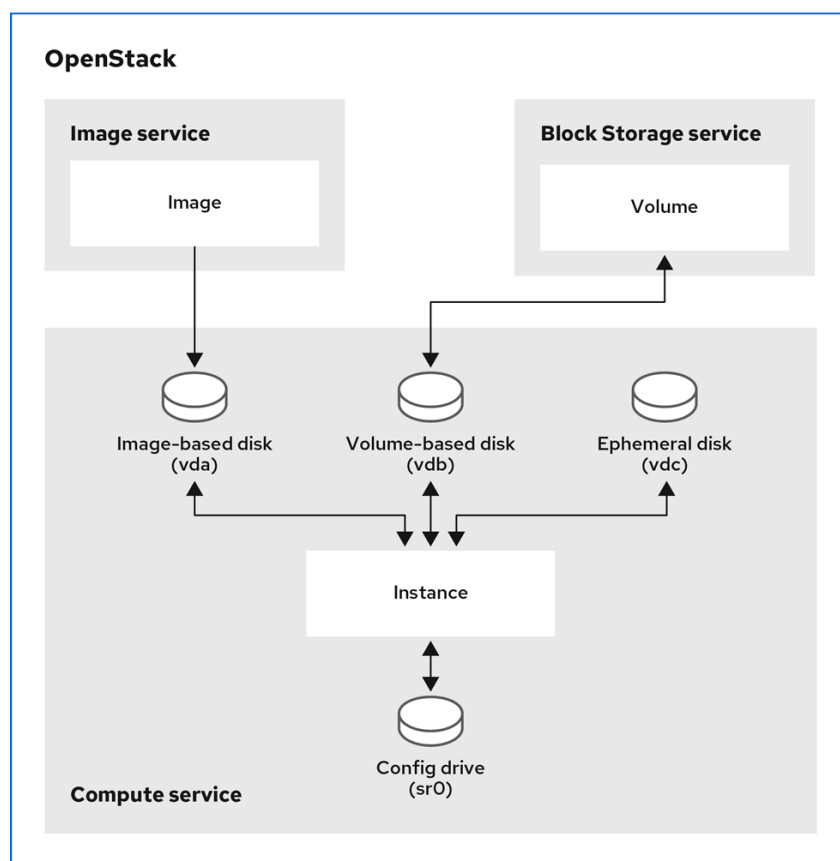 OpenStack
Image service
Image
Block Storage service
Volume
Image-based disk
(vda)
Volume-based disk
(vdb)
Ephemeral disk
(vdc)
Instance
Config drive
(sr0)
Compute service